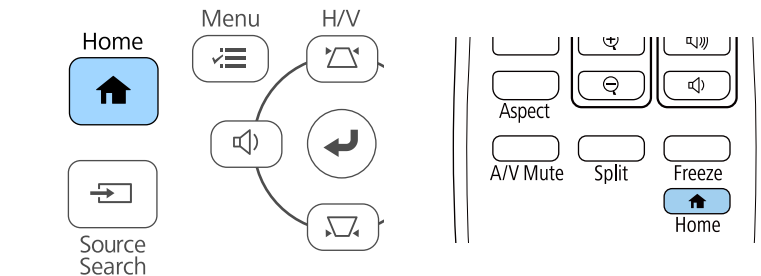 Menu
H/V
Home
Source
Search
Aspect
A/V Mute
Split
Freeze
Home